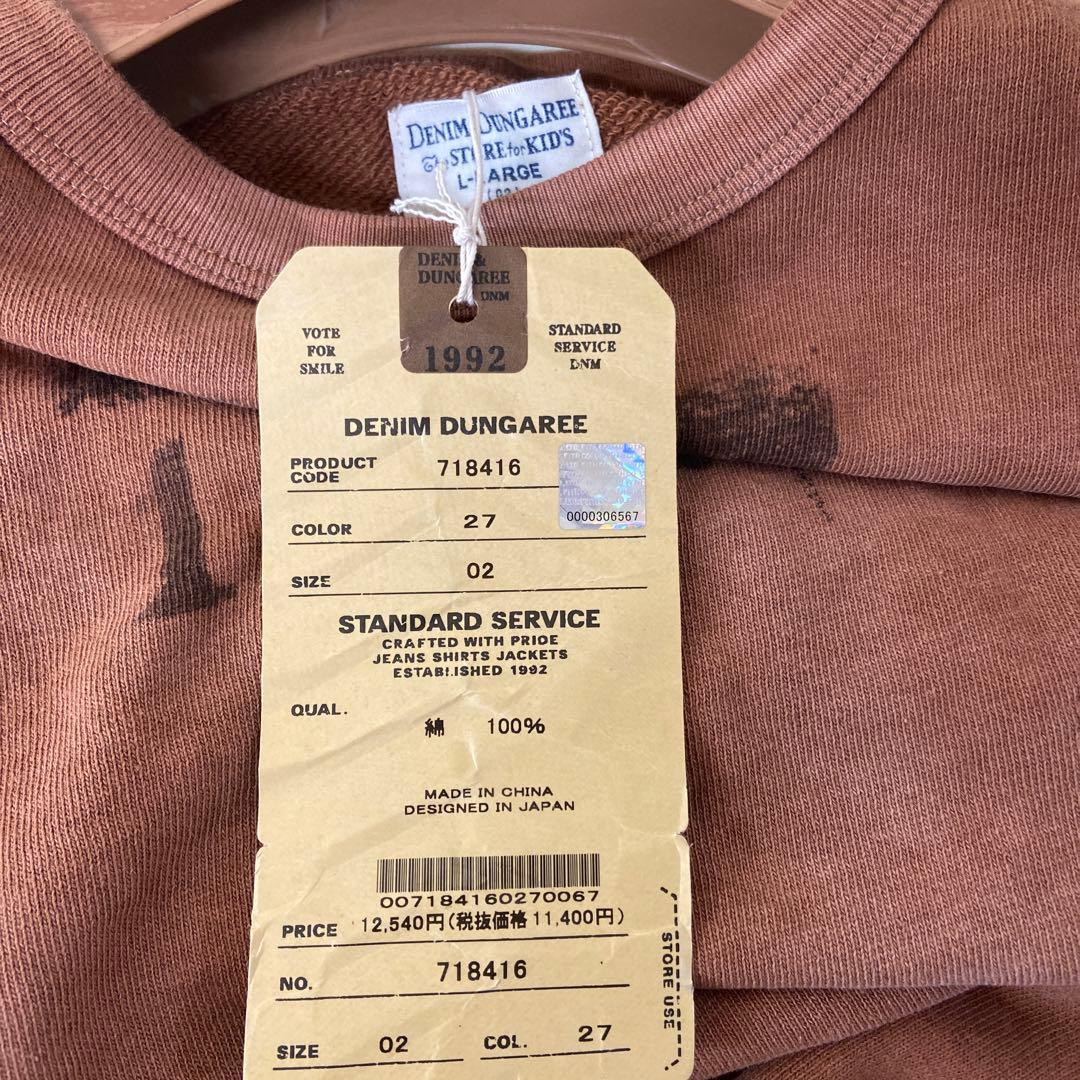 DENIM DUNGAREE
The STORE for KID'S
L-LARGE
DENIM &
DUNGAREE
DNM
1992
VOTE
FOR
SMILE
STANDARD
SERVICE
DNM
DENIM DUNGAREE
PRODUCT
CODE 718416
0000306567
COLOR 27
SIZE 02
STANDARD SERVICE
CRAFTED WITH PRIDE
JEANS SHIRTS JACKETS
ESTABLISHED 1992
QUAL. 綿 100%
MADE IN CHINA
DESIGNED IN JAPAN
007184160270067
PRICE 12,540円(税抜価格 11,400円)
NO. 718416
SIZE 02 COL. 27
STORE USE
1